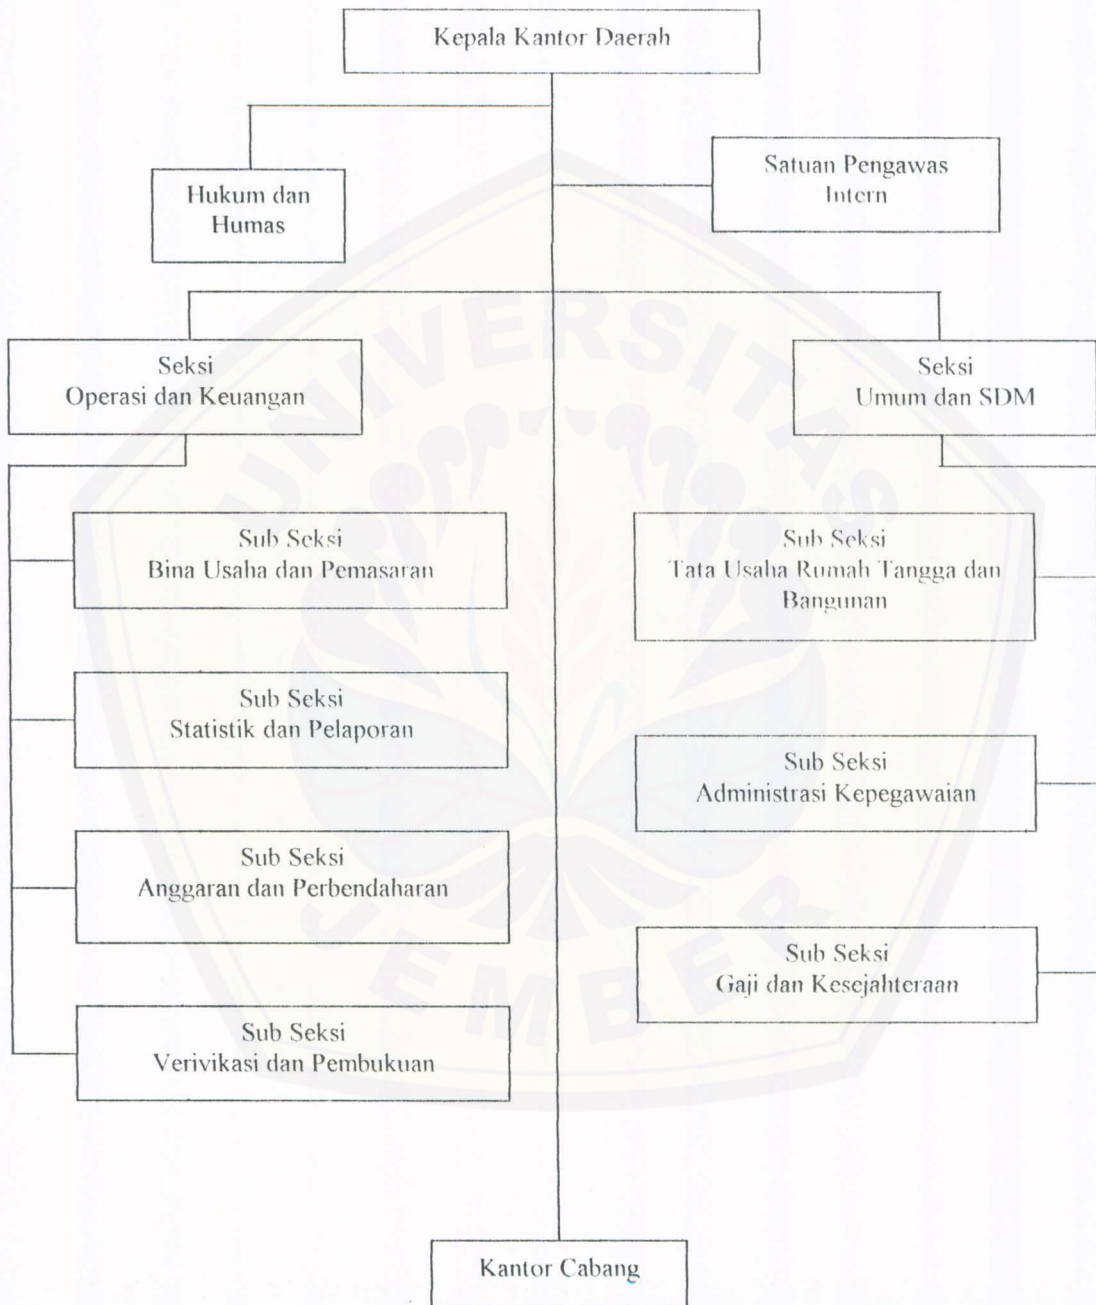 Kepala Kantor Daerah
Hukum dan
Humas
Satuan Pengawas
Intern
Seksi
Operasi dan Keuangan
Seksi
Umum dan SDM
Sub Seksi
Bina Usaha dan Pemasaran
Sub Seksi
Statistik dan Pelaporan
Sub Seksi
Anggaran dan Perbendaharan
Sub Seksi
Verivikasi dan Pembukuan
Sub Seksi
Tata Usaha Rumah Tangga dan
Bangunan
Sub Seksi
Administrasi Kepegawaian
Sub Seksi
Gaji dan Kesejahteraan
Kantor Cabang
UNIVERSITAS
JEMBER